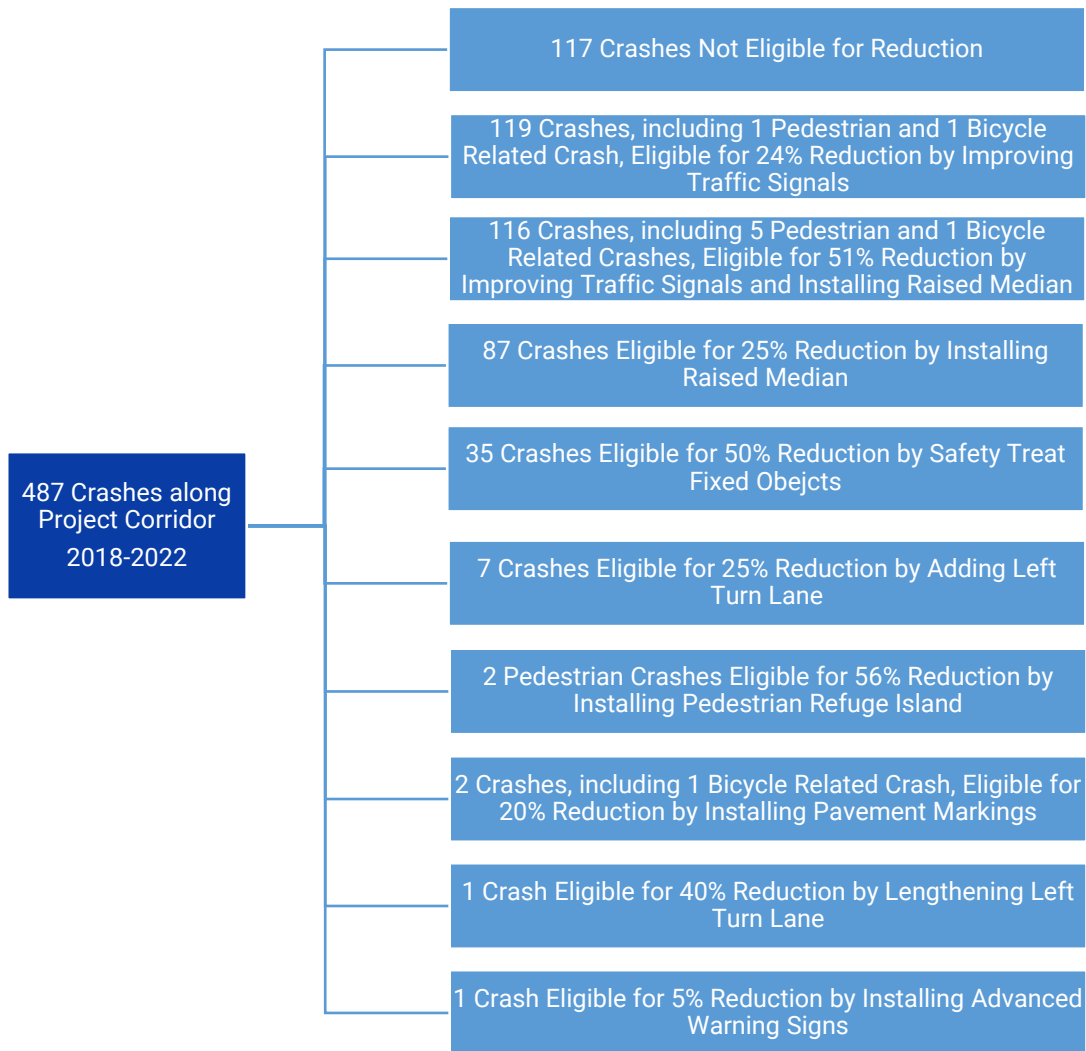 117 Crashes Not Eligible for Reduction
119 Crashes, including 1 Pedestrian and 1 Bicycle
Related Crash, Eligible for 24% Reduction by Improving
Traffic Signals
116 Crashes, including 5 Pedestrian and 1 Bicycle
Related Crashes, Eligible for 51% Reduction by
Improving Traffic Signals and Installing Raised Median
87 Crashes Eligible for 25% Reduction by Installing
Raised Median
487 Crashes along
Project Corridor
2018-2022
35 Crashes Eligible for 50% Reduction by Safety Treat
Fixed Obejcts
7 Crashes Eligible for 25% Reduction by Adding Left
Turn Lane
2 Pedestrian Crashes Eligible for 56% Reduction by
Installing Pedestrian Refuge Island
2 Crashes, including 1 Bicycle Related Crash, Eligible for
20% Reduction by Installing Pavement Markings
1 Crash Eligible for 40% Reduction by Lengthening Left
Turn Lane
1 Crash Eligible for 5% Reduction by Installing Advanced
Warning Signs